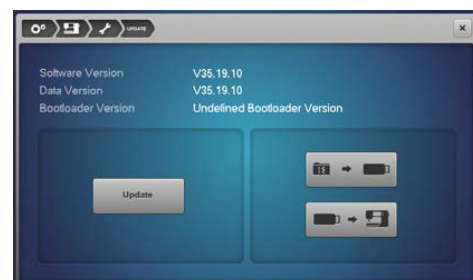 UPDATE
Software Version V35.19.10
Data Version V35.19.10
Bootloader Version Undefined Bootloader Version
Update